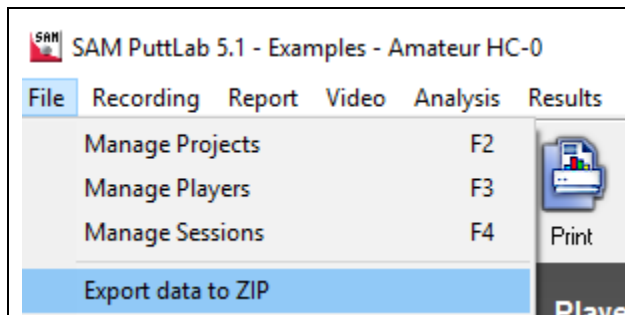 SAM
SAM PuttLab 5.1 - Examples - Amateur HC-0
File Recording Report Video Analysis Results
Manage Projects F2
Manage Players F3
Manage Sessions F4
Print
Export data to ZIP